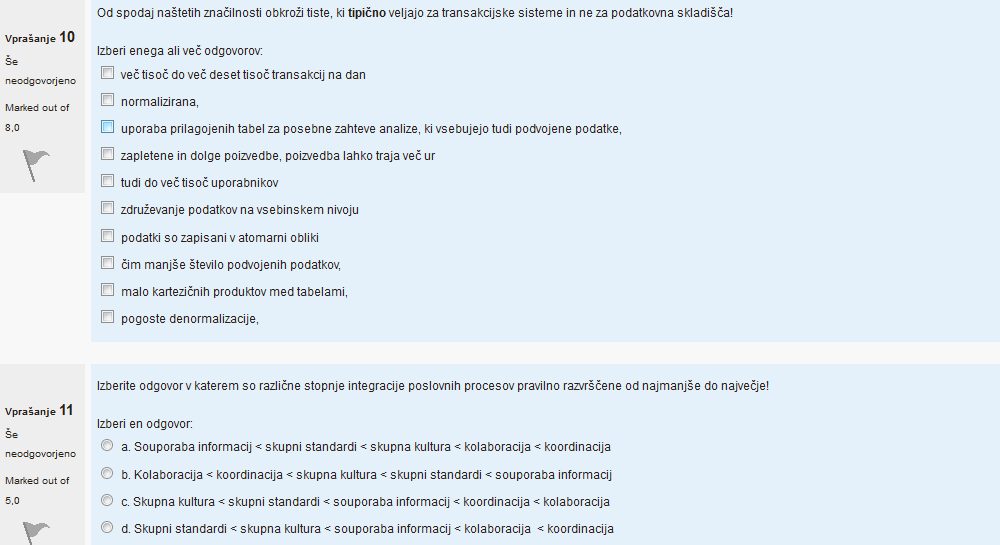 Od spodaj naštetih značilnosti obkroži tiste, ki tipično veljajo za transakcijske sisteme in ne za podatkovna skladišča!
Vprašanje 10
Še
neodgovorjeno
Marked out of
8,0
Izberi enega ali več odgovorov:
več tisoč do več deset tisoč transakcij na dan
normalizirana,
uporaba prilagojenih tabel za posebne zahteve analize, ki vsebujejo tudi podvojene podatke,
zapletene in dolge poizvedbe, poizvedba lahko traja več ur
tudi do več tisoč uporabnikov
združevanje podatkov na vsebinskem nivoju
podatki so zapisani v atomarni obliki
čim manjše število podvojenih podatkov,
malo kartezičnih produktov med tabelami,
pogoste denormalizacije,
Izberite odgovor v katerem so različne stopnje integracije poslovnih procesov pravilno razvrščene od najmanjše do največje!
Vprašanje 11
Še
neodgovorjeno
Marked out of
5,0
Izberi en odgovor:
a. Souporaba informacij < skupni standardi < skupna kultura < kolaboracija < koordinacija
b. Kolaboracija < koordinacija < skupna kultura < skupni standardi < souporaba informacij
c. Skupna kultura < skupni standardi < souporaba informacij < koordinacija < kolaboracija
d. Skupni standardi < skupna kultura < souporaba informacij < kolaboracija < koordinacija